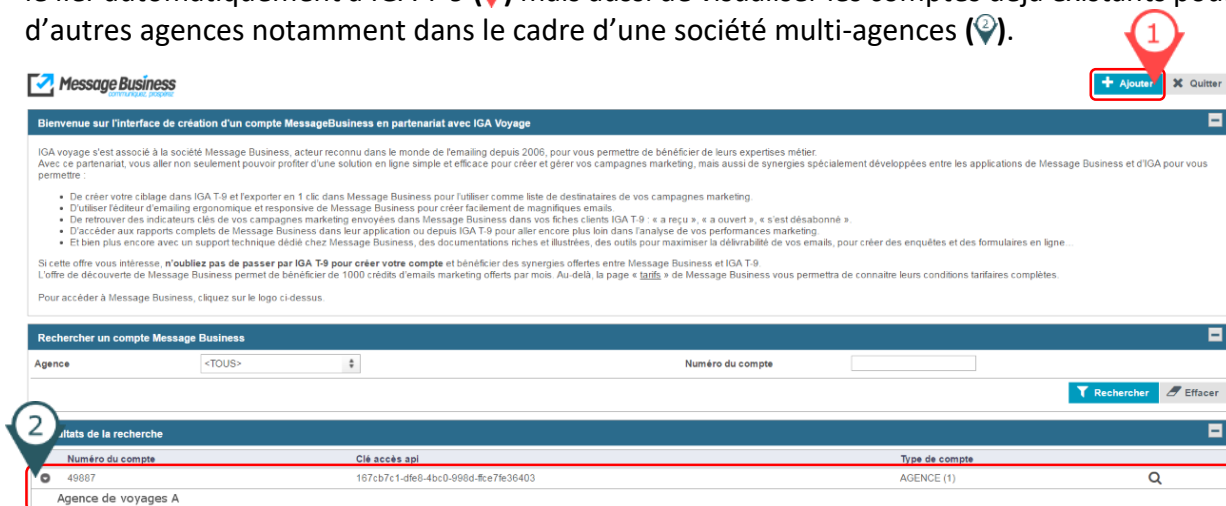 d'autres agences notamment dans le cadre d'une société multi-agences (2).
1
Message Business
communiquez, prospérez
Ajouter
Quitter
Bienvenue sur l'interface de création d'un compte MessageBusiness en partenariat avec IGA Voyage
IGA voyage s'est associé à la société Message Business, acteur reconnu dans le monde de l'emailing depuis 2006, pour vous permettre de bénéficier de leurs expertises métier.
Avec ce partenariat, vous aller non seulement pouvoir profiter d'une solution en ligne simple et efficace pour créer et gérer vos campagnes marketing, mais aussi de synergies spécialement développées entre les applications de Message Business et d'IGA pour vous
permettre :
• De créer votre ciblage dans IGA T-9 et l'exporter en 1 clic dans Message Business pour l'utiliser comme liste de destinataires de vos campagnes marketing.
• D'utiliser l'éditeur d'emailing ergonomique et responsive de Message Business pour créer facilement de magnifiques emails.
• De retrouver des indicateurs clés de vos campagnes marketing envoyées dans Message Business dans vos fiches clients IGA T-9 : « a reçu », « a ouvert », « s'est désabonné ».
• D'accéder aux rapports complets de Message Business dans leur application ou depuis IGA T-9 pour aller encore plus loin dans l'analyse de vos performances marketing.
• Et bien plus encore avec un support technique dédié chez Message Business, des documentations riches et illustrées, des outils pour maximiser la délivrabilité de vos emails, pour créer des enquêtes et des formulaires en ligne...
Si cette offre vous intéresse, n'oubliez pas de passer par IGA T-9 pour créer votre compte et bénéficier des synergies offertes entre Message Business et IGA T-9.
L'offre de découverte de Message Business permet de bénéficier de 1000 crédits d'emails marketing offerts par mois. Au-delà, la page « tarifs » de Message Business vous permettra de connaitre leurs conditions tarifaires complètes.
Pour accéder à Message Business, cliquez sur le logo ci-dessus.
Rechercher un compte Message Business
Agence <TOUS> Numéro du compte
Rechercher Effacer
2
ultats de la recherche
Numéro du compte Clé accès api Type de compte
49887 167cb7c1-dfe8-4bc0-998d-ffce7fe36403 AGENCE (1)
Agence de voyages A